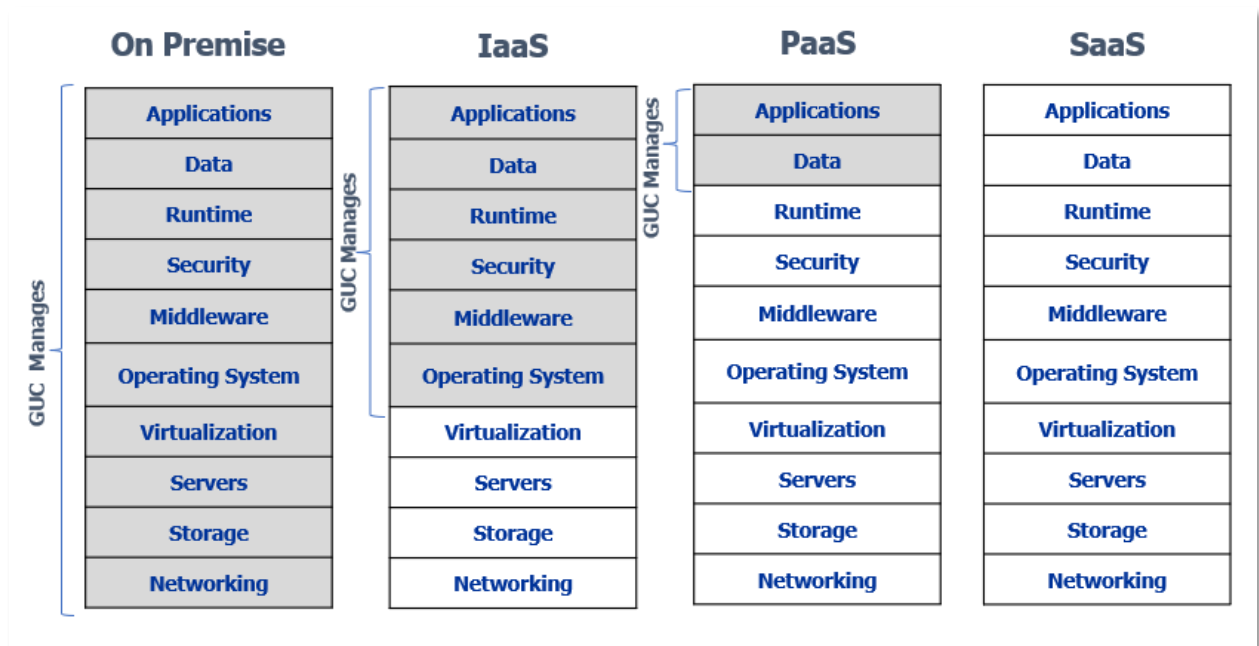 On Premise
GUC Manages
Applications
Data
Runtime
Security
Middleware
Operating System
Virtualization
Servers
Storage
Networking
IaaS
GUC Manages
Applications
Data
Runtime
Security
Middleware
Operating System
Virtualization
Servers
Storage
Networking
PaaS
GUC Manages
Applications
Data
Runtime
Security
Middleware
Operating System
Virtualization
Servers
Storage
Networking
SaaS
Applications
Data
Runtime
Security
Middleware
Operating System
Virtualization
Servers
Storage
Networking